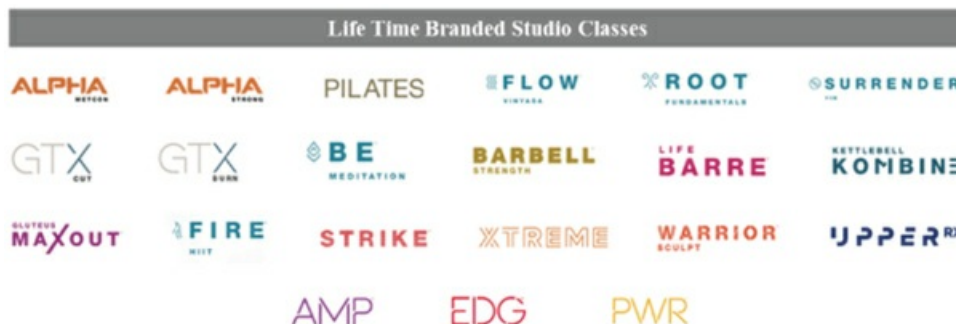 Life Time Branded Studio Classes
ALPHA METCON
ALPHA STRONG
PILATES
FLOW VINYASA
ROOT FUNDAMENTALS
SURRENDER YIN
GTX CUT
GTX BURN
BE MEDITATION
BARBELL STRENGTH
LIFE BARRE
KETTLEBELL KOMBINE
GLUTEUS MAXOUT
FIRE HIIT
STRIKE
XTREME
WARRIOR SCULPT
UPPER RX
AMP
EDG
PWR